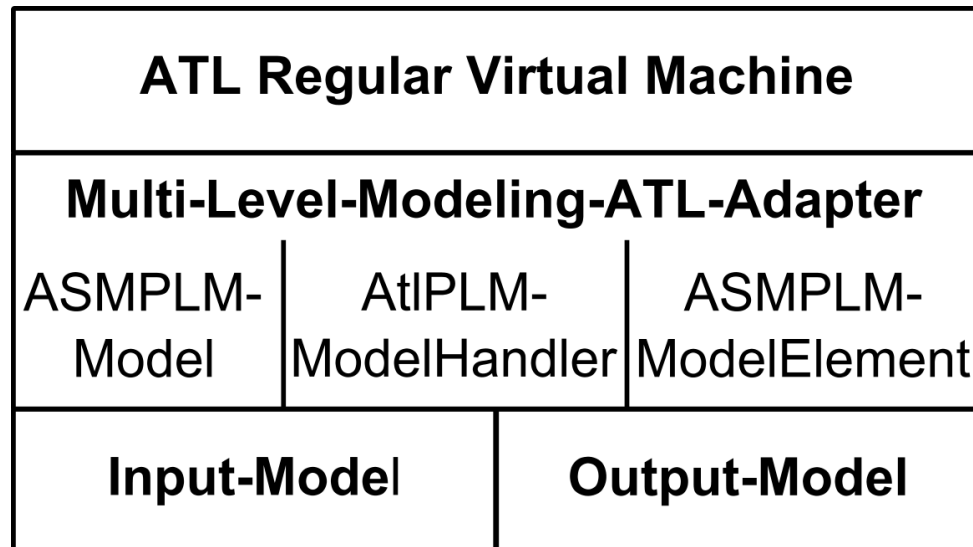 ATL Regular Virtual Machine
Multi-Level-Modeling-ATL-Adapter
ASMPLM-
Model
AtlPLM-
ModelHandler
ASMPLM-
ModelElement
Input-Model
Output-Model